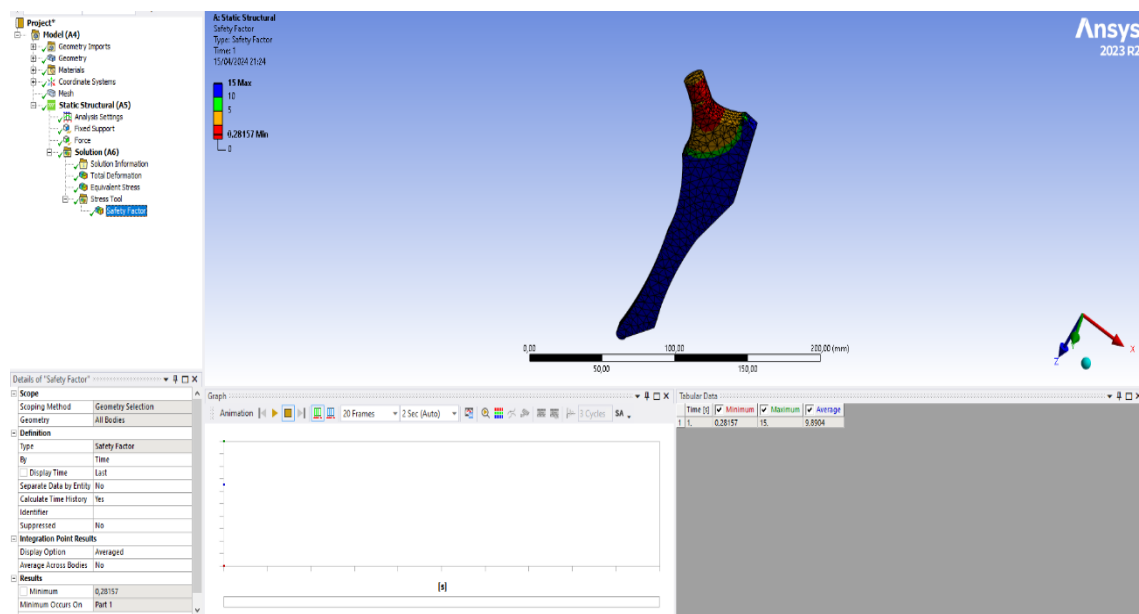 Project*
Model (A4)
Geometry Imports
Geometry
Materials
Coordinate Systems
Mesh
Static Structural (A5)
Analysis Settings
Fixed Support
Force
Solution (A6)
Solution Information
Total Deformation
Equivalent Stress
Stress Tool
Safety Factor
A: Static Structural
Safety Factor
Type: Safety Factor
Time: 1
15/04/2024 21:24
15 Max
10
5
0,28157 Min
0
Ansys
2023 R2
0,00 100,00 200,00 (mm)
50,00 150,00
Z X
Details of "Safety Factor"
Scope
Scoping Method Geometry Selection
Geometry All Bodies
Definition
Type Safety Factor
By Time
Display Time Last
Separate Data by Entity No
Calculate Time History Yes
Identifier
Suppressed No
Integration Point Results
Display Option Averaged
Average Across Bodies No
Results
Minimum 0,28157
Minimum Occurs On Part 1
Graph
Animation 20 Frames 2 Sec (Auto) 3 Cycles SA
[s]
Tabular Data
Time [s] Minimum Maximum Average
1 1, 0,28157 15, 9,8904